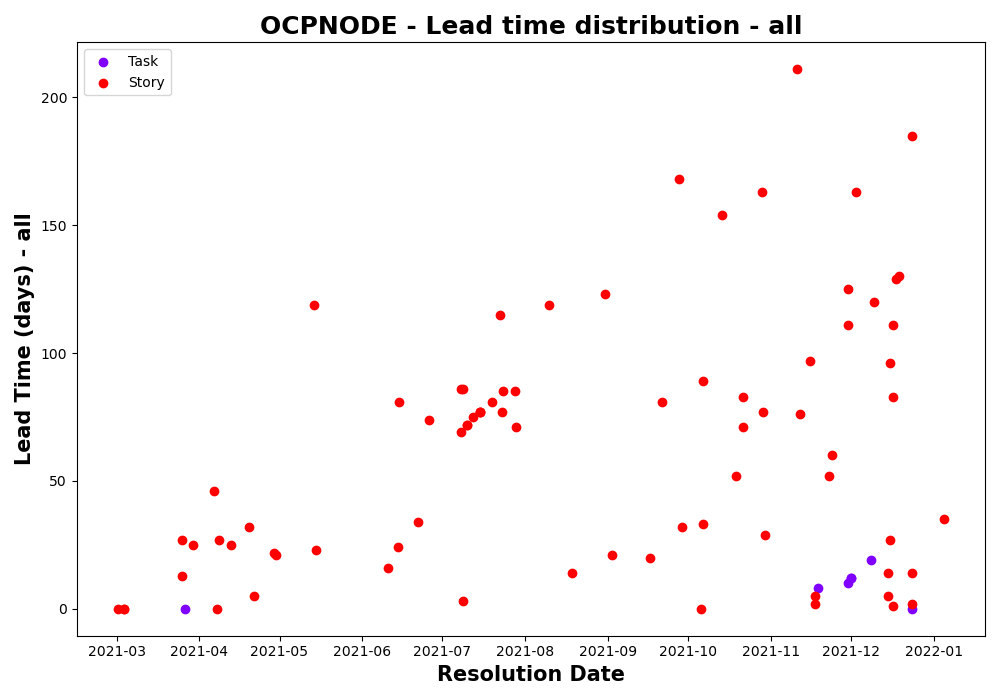 OCPNODE - Lead time distribution - all
Task
Story
Lead Time (days) - all
200
150
100
50
0
2021-03 2021-04 2021-05 2021-06 2021-07 2021-08 2021-09 2021-10 2021-11 2021-12 2022-01
Resolution Date